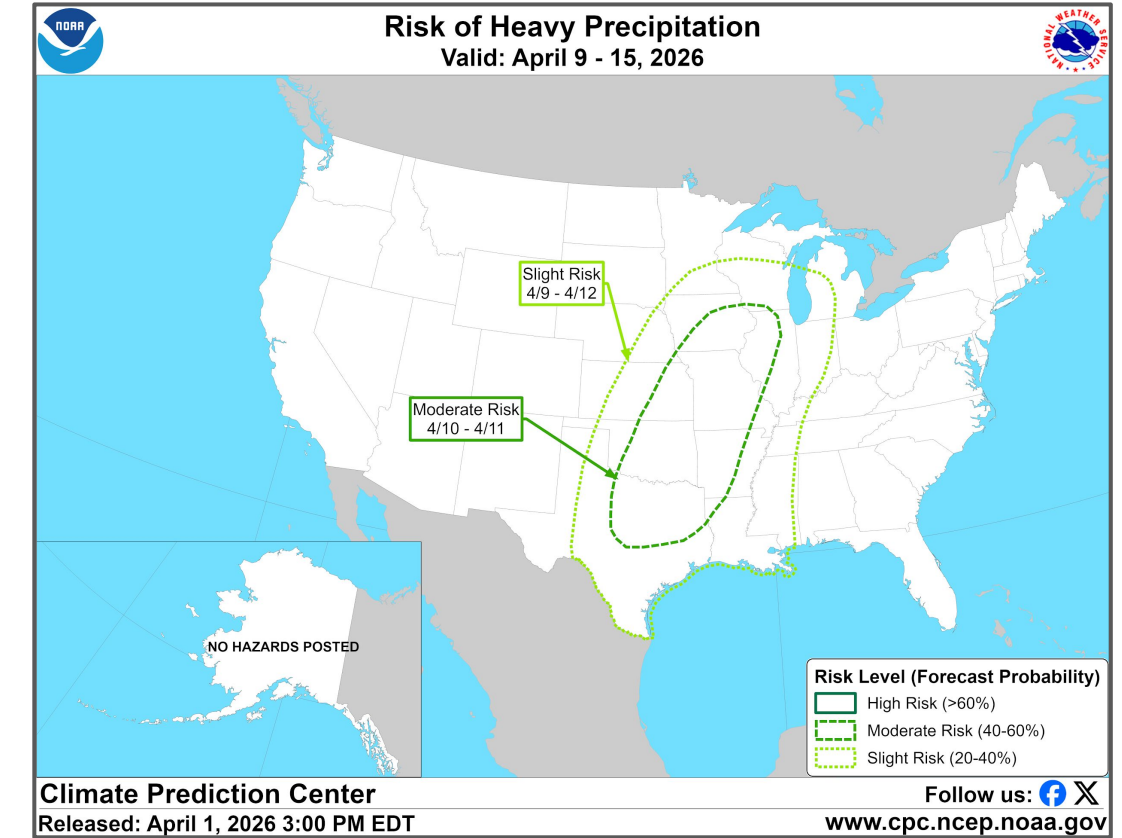 NOAA
Risk of Heavy Precipitation
Valid: April 9 - 15, 2026
NATIONAL WEATHER SERVICE
Slight Risk
4/9 - 4/12
Moderate Risk
4/10 - 4/11
NO HAZARDS POSTED
Risk Level (Forecast Probability)
High Risk (>60%)
Moderate Risk (40-60%)
Slight Risk (20-40%)
Climate Prediction Center
Follow us:
Released: April 1, 2026 3:00 PM EDT
www.cpc.ncep.noaa.gov